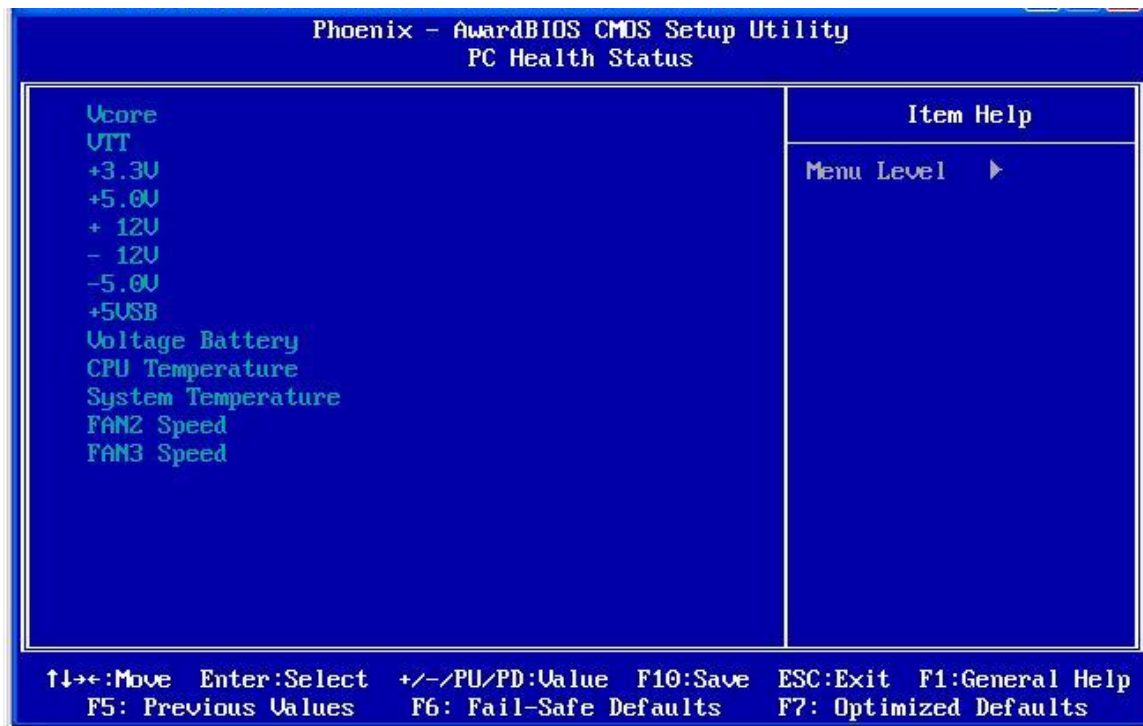 Phoenix - AwardBIOS CMOS Setup Utility
PC Health Status
Vcore
VTT
+3.3V
+5.0V
+ 12V
- 12V
-5.0V
+5VSB
Voltage Battery
CPU Temperature
System Temperature
FAN2 Speed
FAN3 Speed
Item Help
Menu Level ▶
↑↓→←:Move Enter:Select +/-/PU/PD:Value F10:Save ESC:Exit F1:General Help
F5: Previous Values F6: Fail-Safe Defaults F7: Optimized Defaults